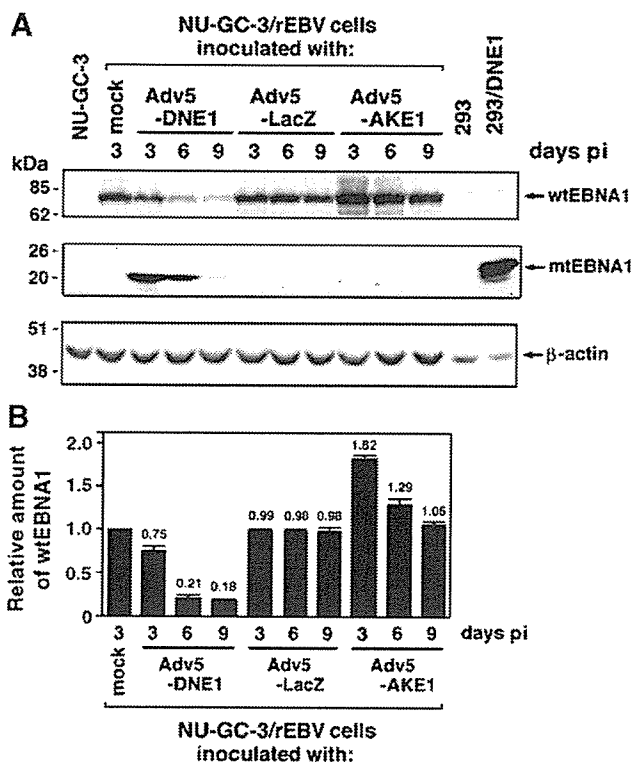 A
NU-GC-3/rEBV cells
inoculated with:
NU-GC-3
mock
Adv5
-DNE1
Adv5
-LacZ
Adv5
-AKE1
293
293/DNE1
3 3 6 9 3 6 9 3 6 9 days pi
kDa
85-
62-
wtEBNA1
26-
20-
mtEBNA1
51-
38-
β-actin
B
Relative amount
of wtEBNA1
2.0
1.5
1.0
0.5
0
0.75
0.21
0.18
0.99
0.98
0.98
1.82
1.29
1.05
3 3 6 9 3 6 9 3 6 9 days pi
mock
Adv5
-DNE1
Adv5
-LacZ
Adv5
-AKE1
NU-GC-3/rEBV cells
inoculated with: